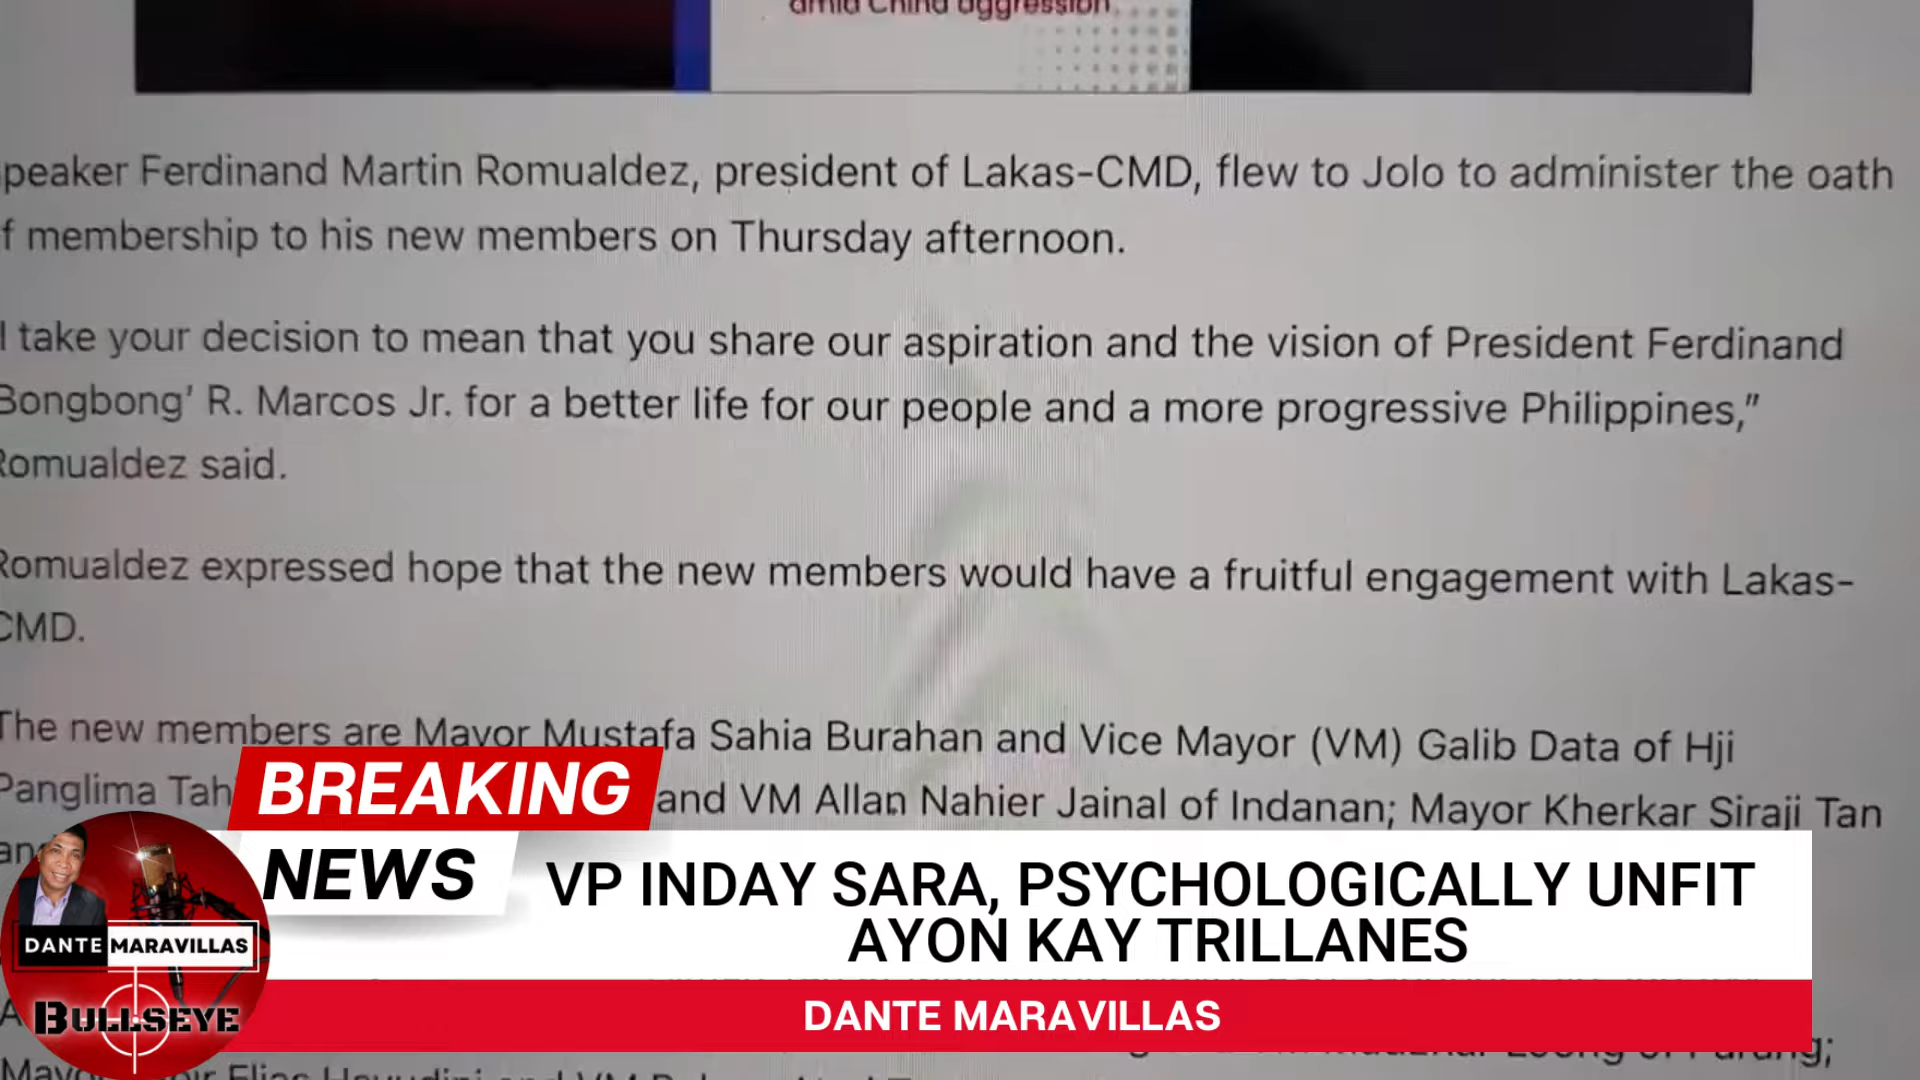 amid China aggression
peaker Ferdinand Martin Romualdez, president of Lakas-CMD, flew to Jolo to administer the oath
f membership to his new members on Thursday afternoon.
I take your decision to mean that you share our aspiration and the vision of President Ferdinand
Bongbong' R. Marcos Jr. for a better life for our people and a more progressive Philippines,"
Romualdez said.
Romualdez expressed hope that the new members would have a fruitful engagement with Lakas-
CMD.
The new members are Mayor Mustafa Sahia Burahan and Vice Mayor (VM) Galib Data of Hji
Panglima Tah and VM Allan Nahier Jainal of Indanan; Mayor Kherkar Siraji Tan
BREAKING
NEWS
VP INDAY SARA, PSYCHOLOGICALLY UNFIT
AYON KAY TRILLANES
DANTE MARAVILLAS
DANTE MARAVILLAS
BULLSEYE